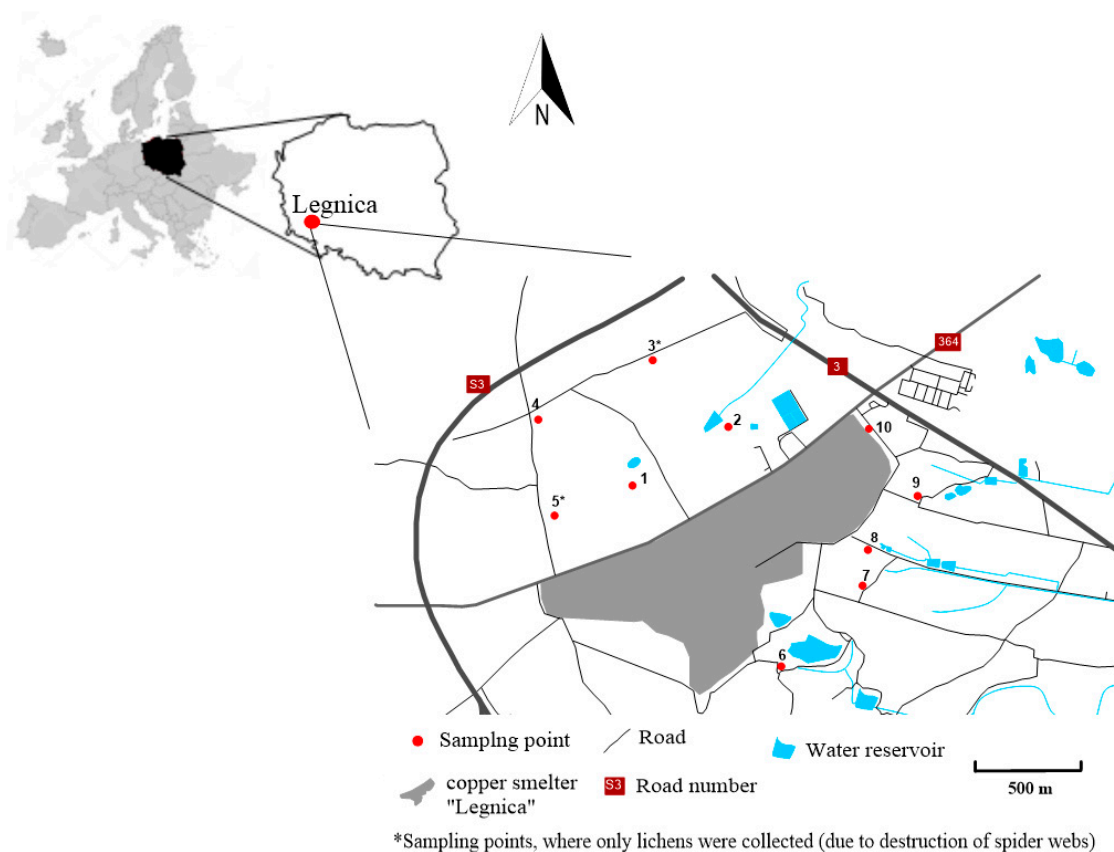 N
Legnica
364
3*
3
S3
4
2
10
1
9
5*
8
7
6
Samplng point
Road
Water reservoir
copper smelter
"Legnica"
S3 Road number
500 m
*Sampling points, where only lichens were collected (due to destruction of spider webs)